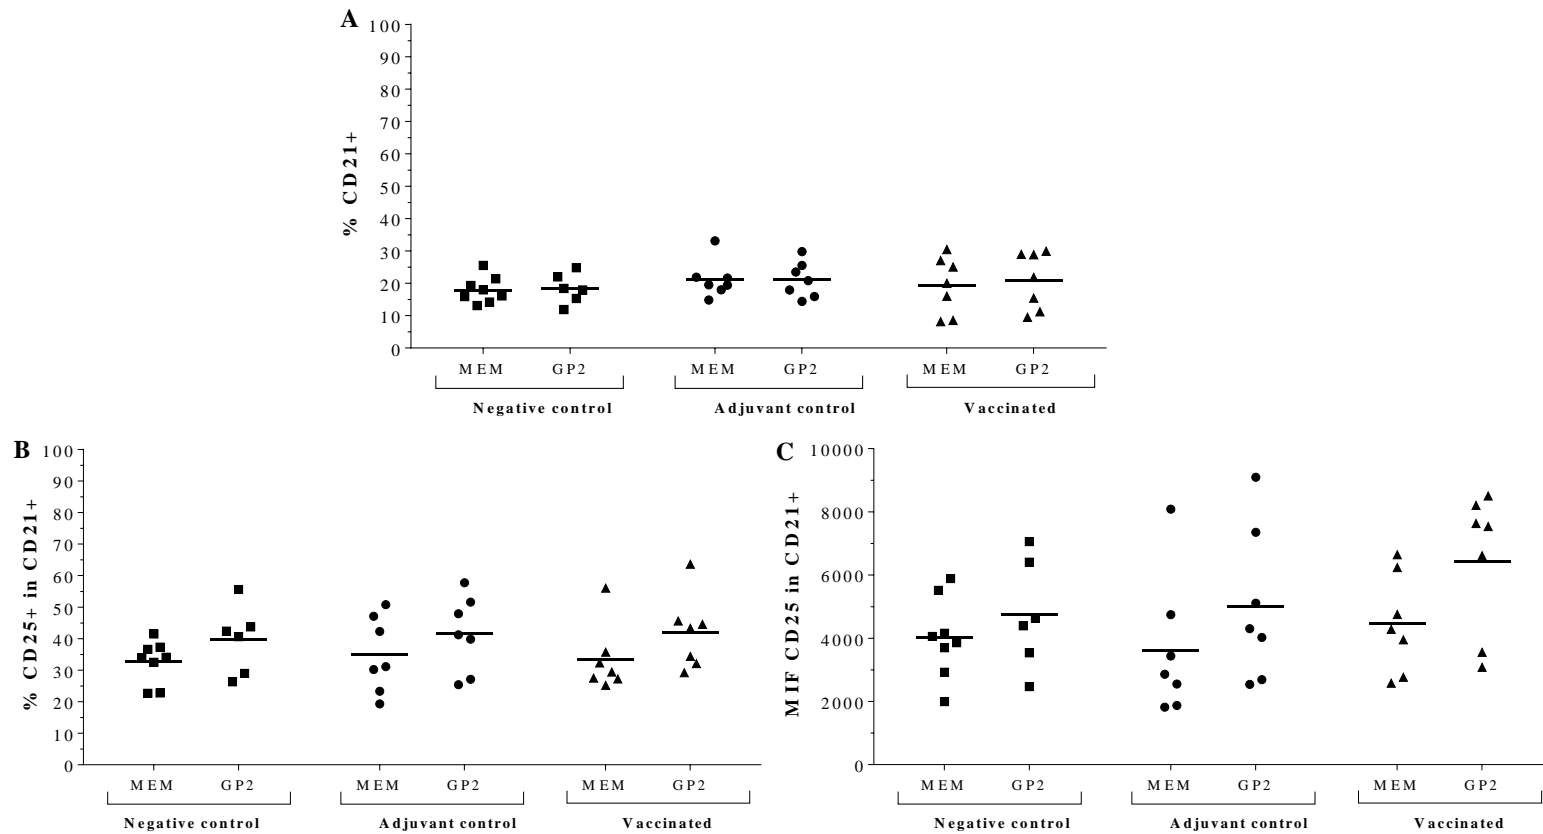 A
% CD21+
100
90
80
70
60
50
40
30
20
10
0
MEM GP2 MEM GP2 MEM GP2
Negative control Adjuvant control Vaccinated
B
% CD25+ in CD21+
100
90
80
70
60
50
40
30
20
10
0
MEM GP2 MEM GP2 MEM GP2
Negative control Adjuvant control Vaccinated
C
MIF CD25 in CD21+
10000
8000
6000
4000
2000
0
MEM GP2 MEM GP2 MEM GP2
Negative control Adjuvant control Vaccinated